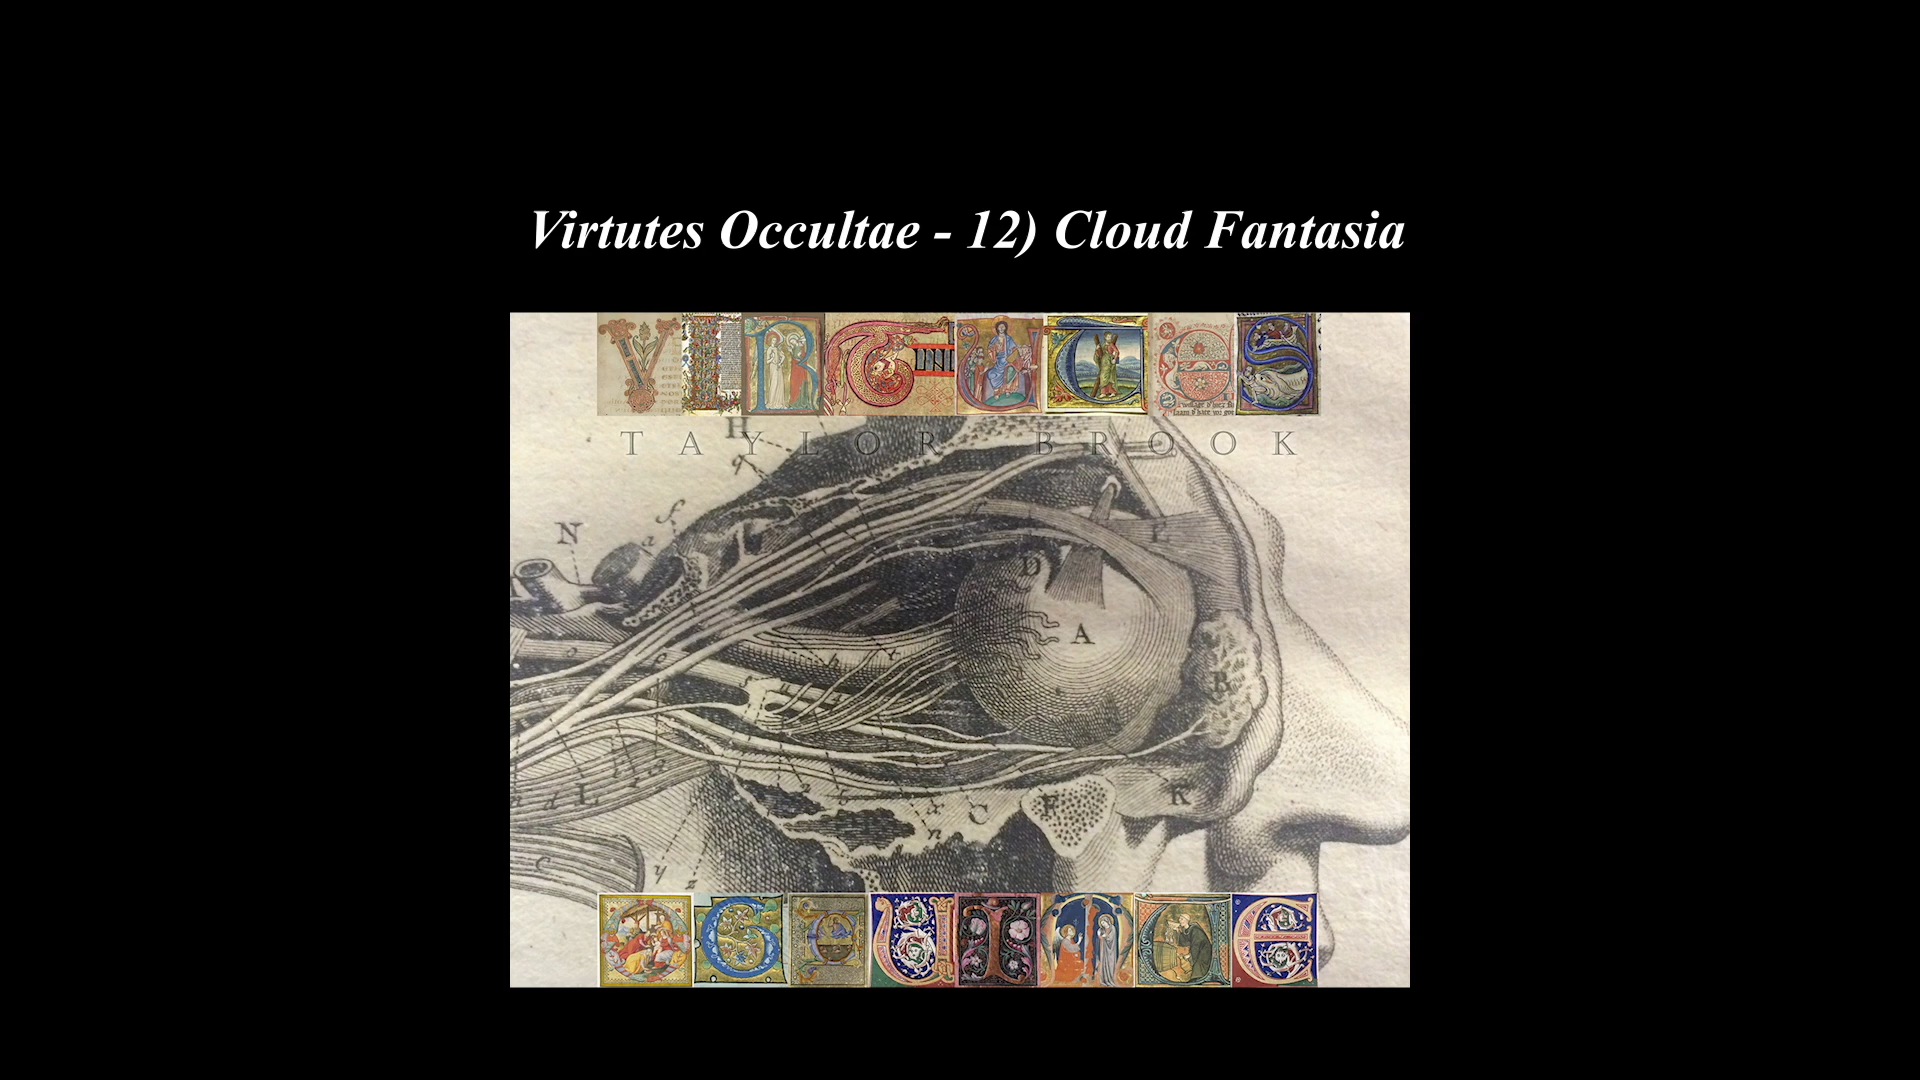 Virtutes Occultae - 12) Cloud Fantasia
VIRTUTES
TAYLOR BROOK
H
q
N
f
a
L
D
A
o
e
h
r
B
K
F
x
C
n
d
L
C
y
z
OCCULTAE